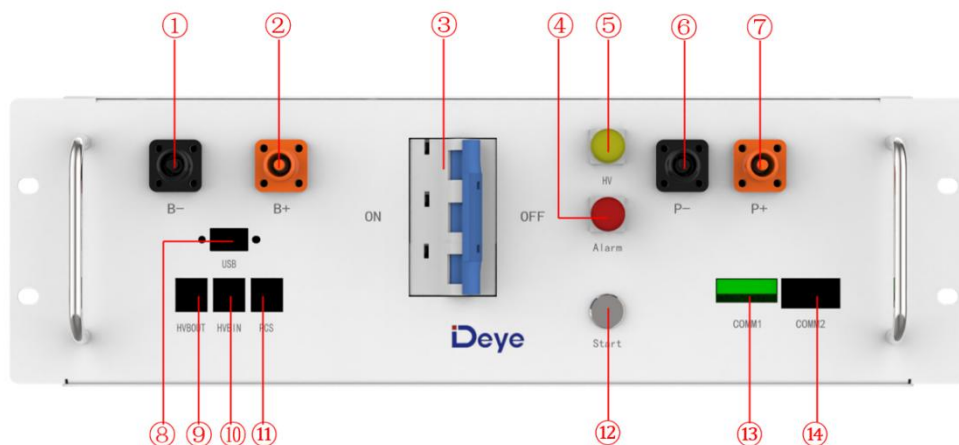 ① ② ③ ④ ⑤ ⑥ ⑦
HV
B- B+ P- P+
ON OFF
Alarm
USB
HVBOUT HVBIN PCS
COMM1 COMM2
Deye
Start
⑧ ⑨ ⑩ ⑪ ⑫ ⑬ ⑭